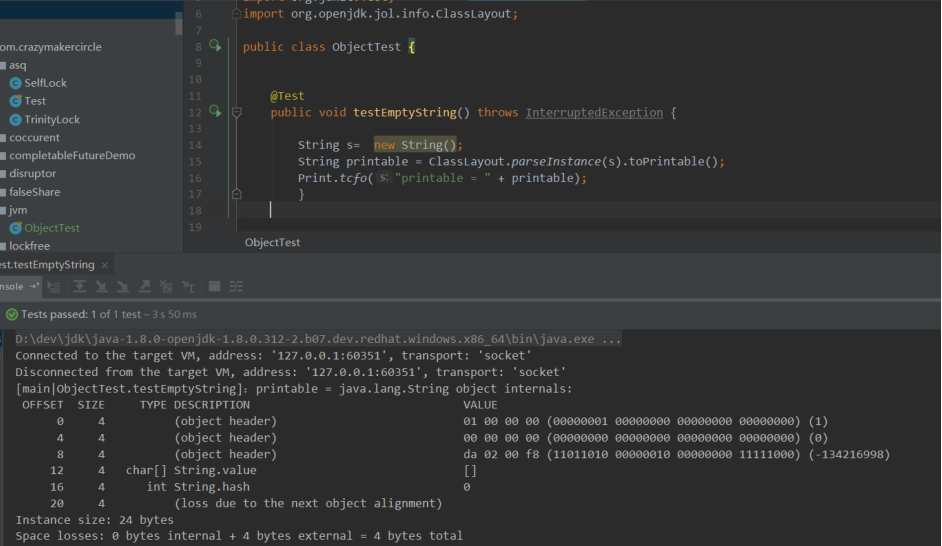 6 import org.openjdk.jol.info.ClassLayout;
7
om.crazymakercircle
8 public class ObjectTest {
asq
9
SelfLock
10
Test
11 @Test
TrinityLock
12 public void testEmptyString() throws InterruptedException {
coccurent
13
completableFutureDemo
14 String s= new String();
disruptor
15 String printable = ClassLayout.parseInstance(s).toPrintable();
falseShare
16 Print.tcfo( s: "printable = " + printable);
jvm
17 }
ObjectTest
18
lockfree
19
ObjectTest
est.testEmptyString ×
nsole
Tests passed: 1 of 1 test – 3 s 50 ms
D:\dev\jdk\java-1.8.0-openjdk-1.8.0.312-2.b07.dev.redhat.windows.x86_64\bin\java.exe ...
Connected to the target VM, address: '127.0.0.1:60351', transport: 'socket'
Disconnected from the target VM, address: '127.0.0.1:60351', transport: 'socket'
[main|ObjectTest.testEmptyString]: printable = java.lang.String object internals:
OFFSET SIZE TYPE DESCRIPTION VALUE
0 4 (object header) 01 00 00 00 (00000001 00000000 00000000 00000000) (1)
4 4 (object header) 00 00 00 00 (00000000 00000000 00000000 00000000) (0)
8 4 (object header) da 02 00 f8 (11011010 00000010 00000000 11111000) (-134216998)
12 4 char[] String.value []
16 4 int String.hash 0
20 4 (loss due to the next object alignment)
Instance size: 24 bytes
Space losses: 0 bytes internal + 4 bytes external = 4 bytes total